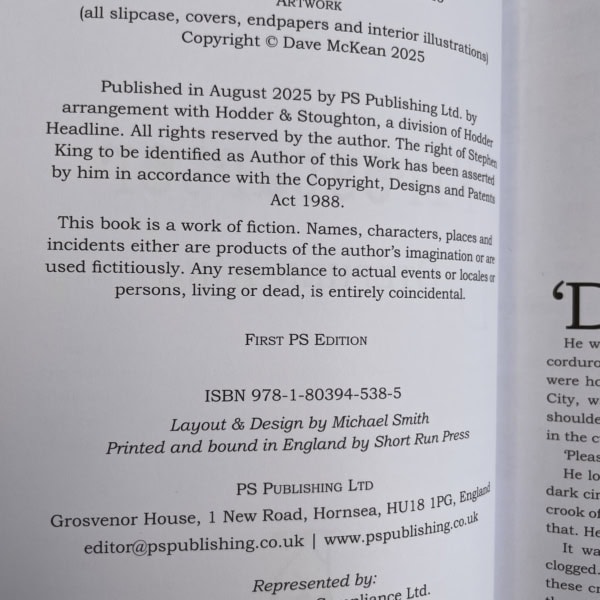 ARTWORK
(all slipcase, covers, endpapers and interior illustrations)
Copyright © Dave McKean 2025
Published in August 2025 by PS Publishing Ltd. by
arrangement with Hodder & Stoughton, a division of Hodder
Headline. All rights reserved by the author. The right of Stephen
King to be identified as Author of this Work has been asserted
by him in accordance with the Copyright, Designs and Patents
Act 1988.
This book is a work of fiction. Names, characters, places and
incidents either are products of the author's imagination or are
used fictitiously. Any resemblance to actual events or locales or
persons, living or dead, is entirely coincidental.
FIRST PS EDITION
ISBN 978-1-80394-538-5
Layout & Design by Michael Smith
Printed and bound in England by Short Run Press
PS PUBLISHING LTD
Grosvenor House, 1 New Road, Hornsea, HU18 1PG, England
editor@pspublishing.co.uk | www.pspublishing.co.uk
Represented by:
Ltd.
‘D
He w
corduro
were ho
City, w
shoulde
in the c
‘Pleas
He lo
dark cir
crook of
that. He
It wa
clogged.
these cr